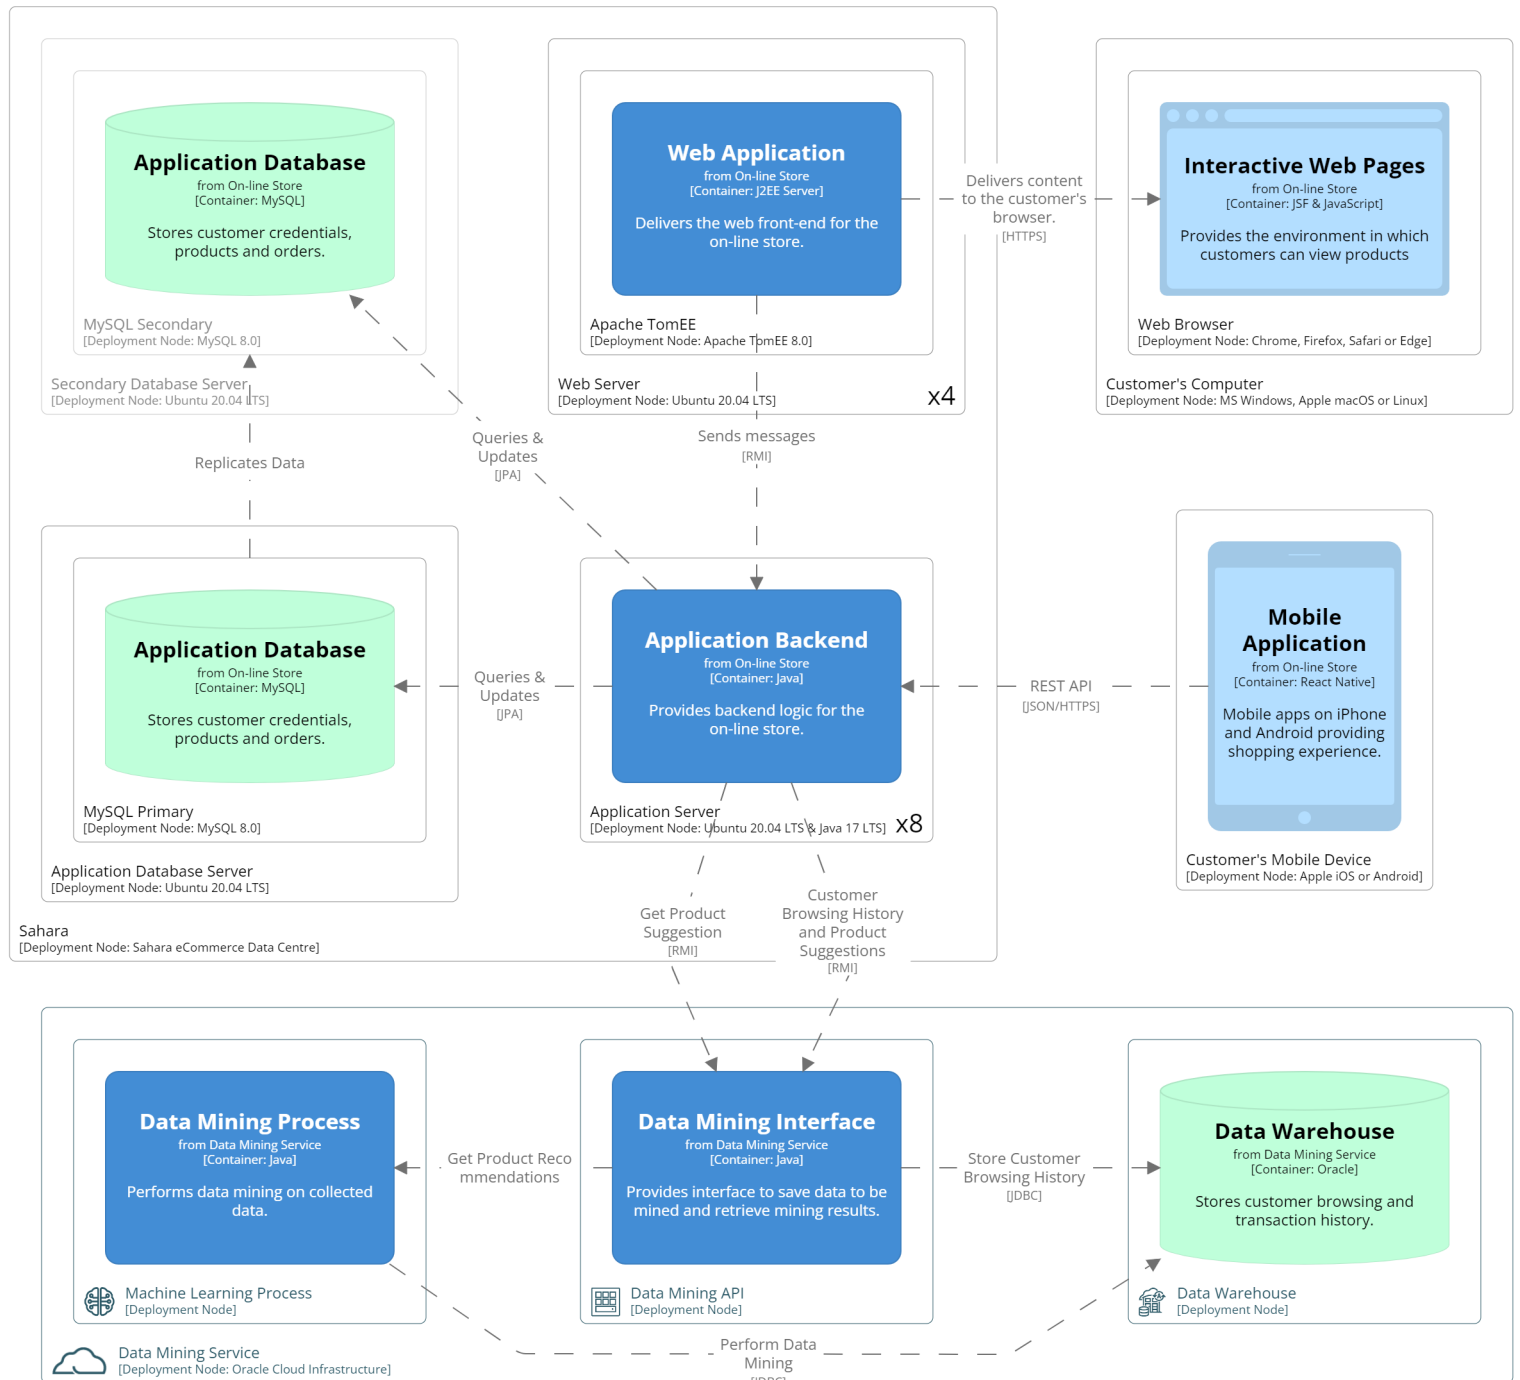 Application Database
from On-line Store
[Container: MySQL]
Stores customer credentials,
products and orders.
MySQL Secondary
[Deployment Node: MySQL 8.0]
Secondary Database Server
[Deployment Node: Ubuntu 20.04 LTS]
Web Application
from On-line Store
[Container: J2EE Server]
Delivers the web front-end for the
on-line store.
Apache TomEE
[Deployment Node: Apache TomEE 8.0]
Web Server
[Deployment Node: Ubuntu 20.04 LTS]
x4
Delivers content
to the customer's
browser.
[HTTPS]
Interactive Web Pages
from On-line Store
[Container: JSF & JavaScript]
Provides the environment in which
customers can view products
Web Browser
[Deployment Node: Chrome, Firefox, Safari or Edge]
Customer's Computer
[Deployment Node: MS Windows, Apple macOS or Linux]
Replicates Data
Queries &
Updates
[JPA]
Sends messages
[RMI]
Application Database
from On-line Store
[Container: MySQL]
Stores customer credentials,
products and orders.
MySQL Primary
[Deployment Node: MySQL 8.0]
Application Database Server
[Deployment Node: Ubuntu 20.04 LTS]
Queries &
Updates
[JPA]
Application Backend
from On-line Store
[Container: Java]
Provides backend logic for the
on-line store.
Application Server
[Deployment Node: Ubuntu 20.04 LTS & Java 17 LTS]
x8
REST API
[JSON/HTTPS]
Mobile
Application
from On-line Store
[Container: React Native]
Mobile apps on iPhone
and Android providing
shopping experience.
Customer's Mobile Device
[Deployment Node: Apple iOS or Android]
Sahara
[Deployment Node: Sahara eCommerce Data Centre]
Get Product
Suggestion
[RMI]
Customer
Browsing History
and Product
Suggestions
[RMI]
Data Mining Process
from Data Mining Service
[Container: Java]
Performs data mining on collected
data.
Machine Learning Process
[Deployment Node]
Get Product Reco
mmendations
Data Mining Interface
from Data Mining Service
[Container: Java]
Provides interface to save data to be
mined and retrieve mining results.
Data Mining API
[Deployment Node]
Store Customer
Browsing History
[JDBC]
Data Warehouse
from Data Mining Service
[Container: Oracle]
Stores customer browsing and
transaction history.
Data Warehouse
[Deployment Node]
Data Mining Service
[Deployment Node: Oracle Cloud Infrastructure]
Perform Data
Mining